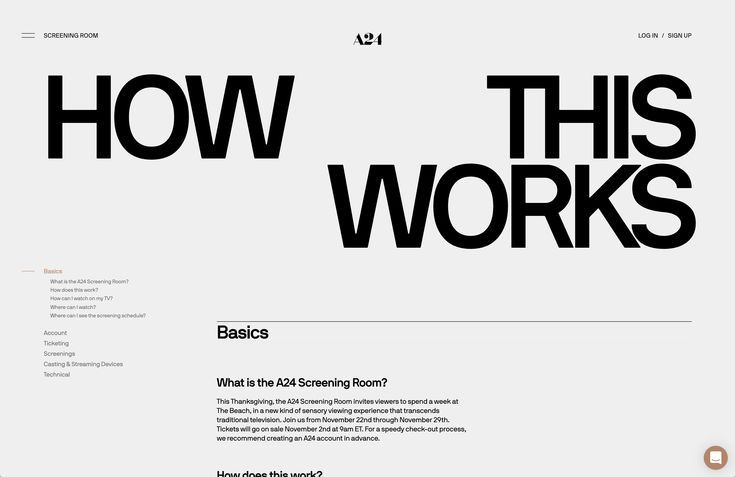 SCREENING ROOM
A24
LOG IN / SIGN UP
HOW THIS
WORKS
Basics
What is the A24 Screening Room?
How does this work?
How can I watch on my TV?
Where can I watch?
Where can I see the screening schedule?
Account
Ticketing
Screenings
Casting & Streaming Devices
Technical
Basics
What is the A24 Screening Room?
This Thanksgiving, the A24 Screening Room invites viewers to spend a week at
The Beach, in a new kind of sensory viewing experience that transcends
traditional television. Join us from November 22nd through November 29th.
Tickets will go on sale November 2nd at 9am ET. For a speedy check-out process,
we recommend creating an A24 account in advance.
How does this work?